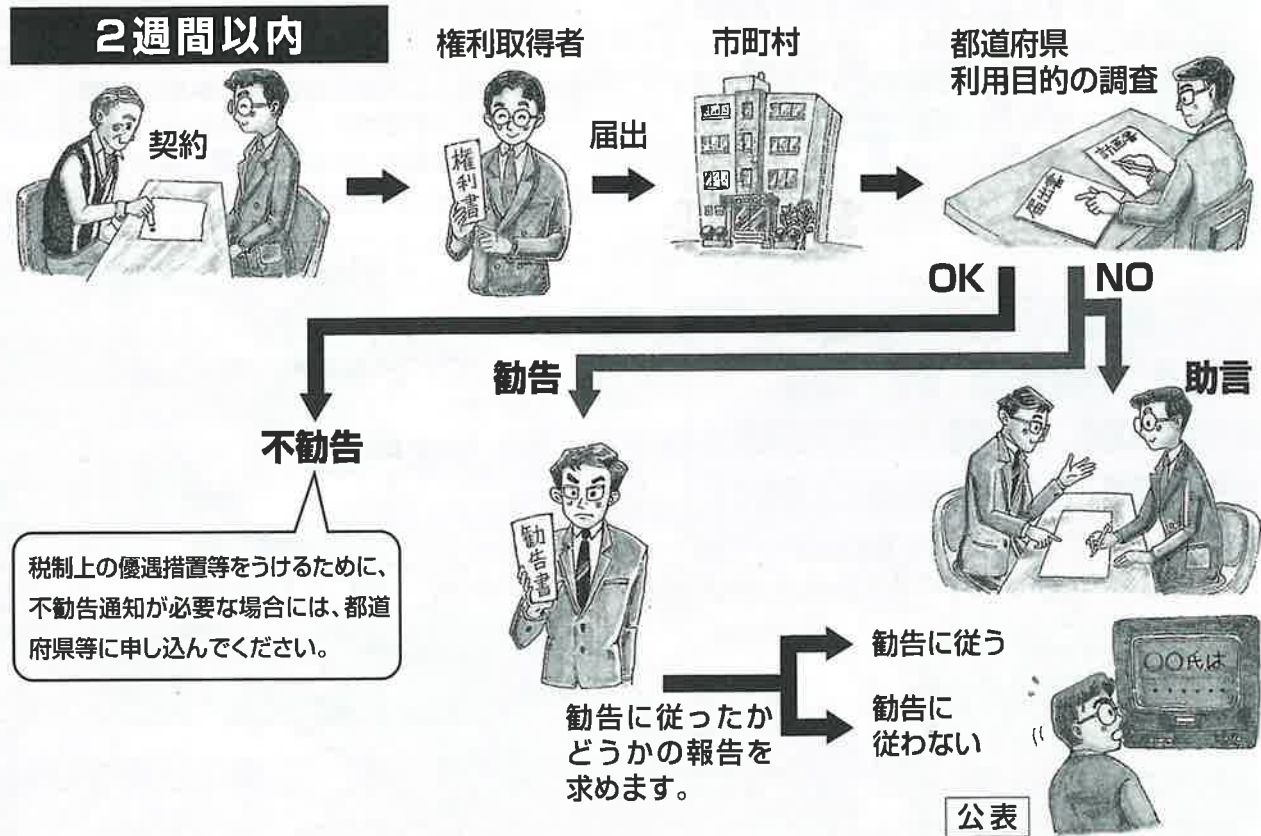 2週間以内
契約
権利取得者
権利書
届出
市町村
都道府県
利用目的の調査
届出書
OK
NO
不勧告
勧告
助言
税制上の優遇措置等をうけるために、
不勧告通知が必要な場合には、都道
府県等に申し込んでください。
勧告書
勧告に従ったか
どうかの報告を
求めます。
勧告に従う
勧告に
従わない
〇〇氏は
・・・・・・
公表